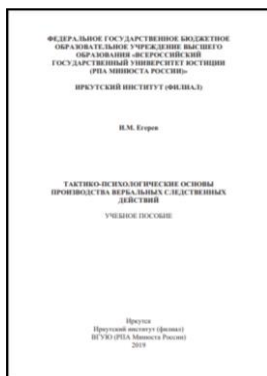 ФЕДЕРАЛЬНОЕ ГОСУДАРСТВЕННОЕ БЮДЖЕТНОЕ
ОБРАЗОВАТЕЛЬНОЕ УЧРЕЖДЕНИЕ ВЫСШЕГО
ОБРАЗОВАНИЯ «ВСЕРОССИЙСКИЙ
ГОСУДАРСТВЕННЫЙ УНИВЕРСИТЕТ ЮСТИЦИИ
(РПА МИНЮСТА РОССИИ)»
ИРКУТСКИЙ ИНСТИТУТ (ФИЛИАЛ)
И.М. Егерев
ТАКТИКО-ПСИХОЛОГИЧЕСКИЕ ОСНОВЫ
ПРОИЗВОДСТВА ВЕРБАЛЬНЫХ СЛЕДСТВЕННЫХ
ДЕЙСТВИЙ
УЧЕБНОЕ ПОСОБИЕ
Иркутск
Иркутский институт (филиал)
ВГУЮ (РПА Минюста России)
2019